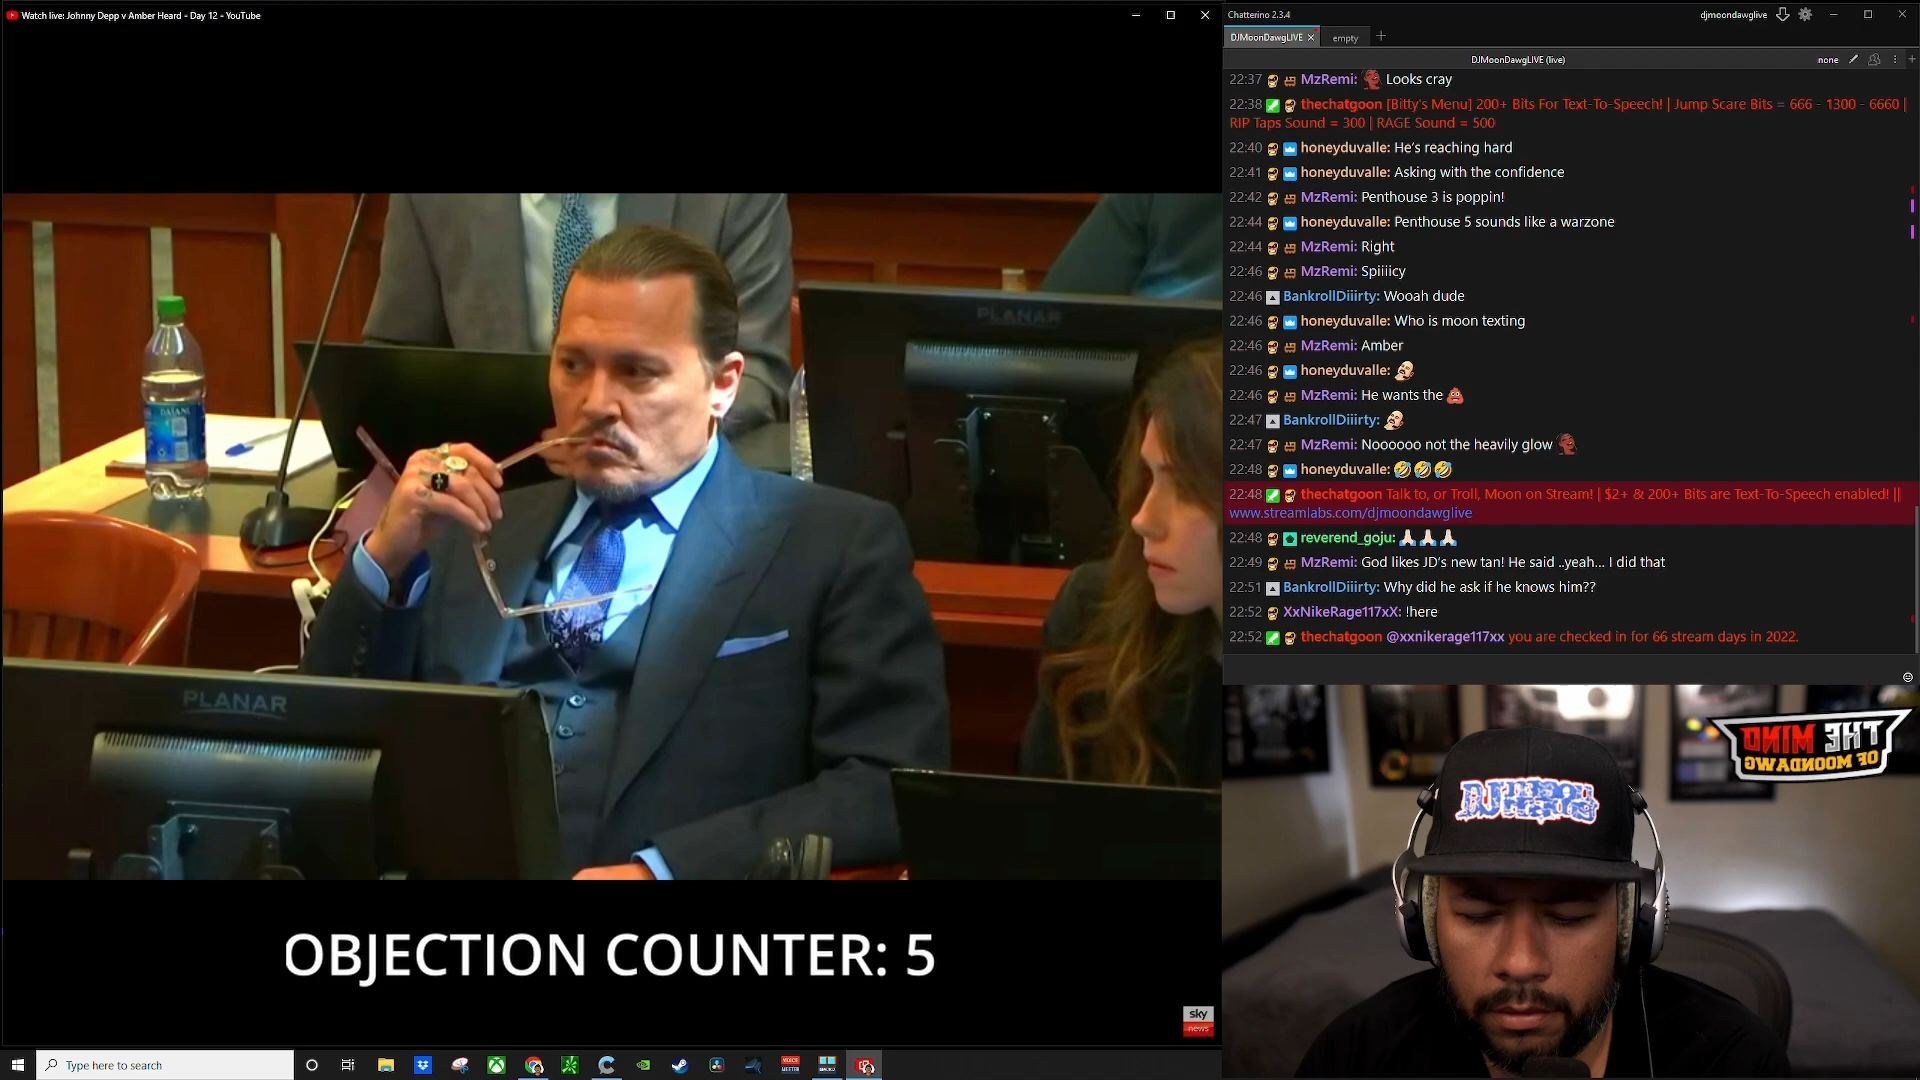 Watch live: Johnny Depp v Amber Heard - Day 12 - YouTube
PLANAR
DASANI
PLANAR
OBJECTION COUNTER: 5
sky
news
Type here to search
Chatterino 2.3.4
djmoondawglive
DJMoonDawgLIVE
empty
DJMoonDawgLIVE (live)
none
22:37 MzRemi: Looks cray
22:38 thechatgoon [Bitty's Menu] 200+ Bits For Text-To-Speech! | Jump Scare Bits = 666 - 1300 - 6660 |
RIP Taps Sound = 300 | RAGE Sound = 500
22:40 honeyduvalle: He's reaching hard
22:41 honeyduvalle: Asking with the confidence
22:42 MzRemi: Penthouse 3 is poppin!
22:44 honeyduvalle: Penthouse 5 sounds like a warzone
22:44 MzRemi: Right
22:46 MzRemi: Spiiiicy
22:46 BankrollDiiirty: Wooah dude
22:46 honeyduvalle: Who is moon texting
22:46 MzRemi: Amber
22:46 honeyduvalle:
22:46 MzRemi: He wants the 💩
22:47 BankrollDiiirty:
22:47 MzRemi: Noooooo not the heavily glow
22:48 honeyduvalle: 🤣🤣🤣
22:48 thechatgoon Talk to, or Troll, Moon on Stream! | $2+ & 200+ Bits are Text-To-Speech enabled! ||
www.streamlabs.com/djmoondawglive
22:48 reverend_goju: 🙏🏻🙏🏻🙏🏻
22:49 MzRemi: God likes JD's new tan! He said ..yeah... I did that
22:51 BankrollDiiirty: Why did he ask if he knows him??
22:52 XxNikeRage117xX: !here
22:52 thechatgoon @xxnikerage117xx you are checked in for 66 stream days in 2022.
THE MIND
OF MOONDAWG